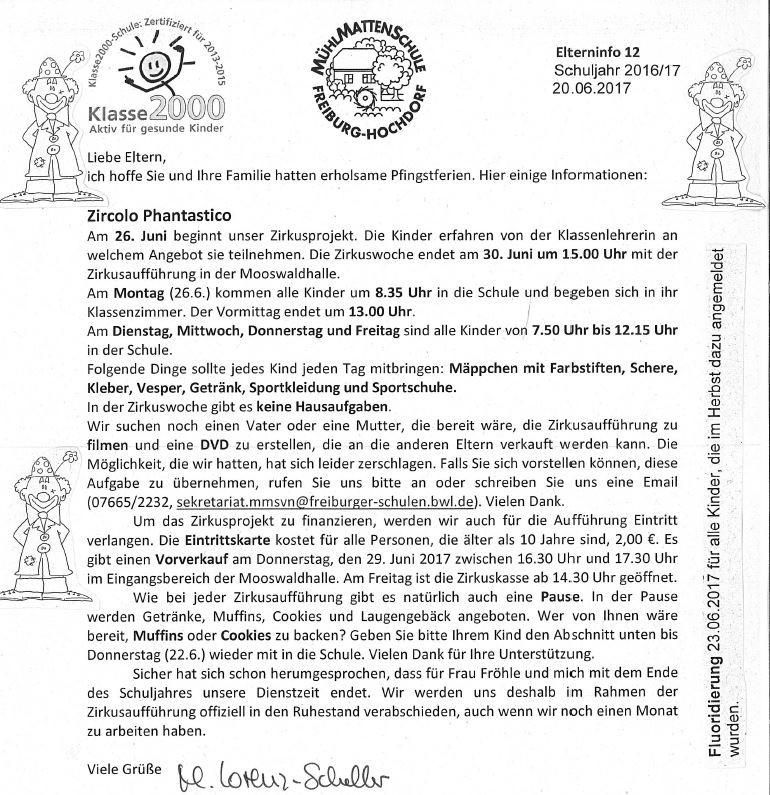 Klasse2000-Schule: Zertifiziert für 2013-2015
Klasse2000
Aktiv für gesunde Kinder
MÜHLMATTENSCHULE
FREIBURG-HOCHDORF
Elterninfo 12
Schuljahr 2016/17
20.06.2017
Liebe Eltern,
ich hoffe Sie und Ihre Familie hatten erholsame Pfingstferien. Hier einige Informationen:
Zircolo Phantastico
Am 26. Juni beginnt unser Zirkusprojekt. Die Kinder erfahren von der Klassenlehrerin an
welchem Angebot sie teilnehmen. Die Zirkuswoche endet am 30. Juni um 15.00 Uhr mit der
Zirkusaufführung in der Mooswaldhalle.
Am Montag (26.6.) kommen alle Kinder um 8.35 Uhr in die Schule und begeben sich in ihr
Klassenzimmer. Der Vormittag endet um 13.00 Uhr.
Am Dienstag, Mittwoch, Donnerstag und Freitag sind alle Kinder von 7.50 Uhr bis 12.15 Uhr
in der Schule.
Folgende Dinge sollte jedes Kind jeden Tag mitbringen: Mäppchen mit Farbstiften, Schere,
Kleber, Vesper, Getränk, Sportkleidung und Sportschuhe.
In der Zirkuswoche gibt es keine Hausaufgaben.
Wir suchen noch einen Vater oder eine Mutter, die bereit wäre, die Zirkusaufführung zu
filmen und eine DVD zu erstellen, die an die anderen Eltern verkauft werden kann. Die
Möglichkeit, die wir hatten, hat sich leider zerschlagen. Falls Sie sich vorstellen können, diese
Aufgabe zu übernehmen, rufen Sie uns bitte an oder schreiben Sie uns eine Email
(07665/2232, sekretariat.mmsvn@freiburger-schulen.bwl.de). Vielen Dank.
Um das Zirkusprojekt zu finanzieren, werden wir auch für die Aufführung Eintritt
verlangen. Die Eintrittskarte kostet für alle Personen, die älter als 10 Jahre sind, 2,00 €. Es
gibt einen Vorverkauf am Donnerstag, den 29. Juni 2017 zwischen 16.30 Uhr und 17.30 Uhr
im Eingangsbereich der Mooswaldhalle. Am Freitag ist die Zirkuskasse ab 14.30 Uhr geöffnet.
Wie bei jeder Zirkusaufführung gibt es natürlich auch eine Pause. In der Pause
werden Getränke, Muffins, Cookies und Laugengebäck angeboten. Wer von Ihnen wäre
bereit, Muffins oder Cookies zu backen? Geben Sie bitte Ihrem Kind den Abschnitt unten bis
Donnerstag (22.6.) wieder mit in die Schule. Vielen Dank für Ihre Unterstützung.
Sicher hat sich schon herumgesprochen, dass für Frau Fröhle und mich mit dem Ende
des Schuljahres unsere Dienstzeit endet. Wir werden uns deshalb im Rahmen der
Zirkusaufführung offiziell in den Ruhestand verabschieden, auch wenn wir noch einen Monat
zu arbeiten haben.
Viele Grüße
M. Lorenz-Scheller
Fluoridierung 23.06.2017 für alle Kinder, die im Herbst dazu angemeldet
wurden.